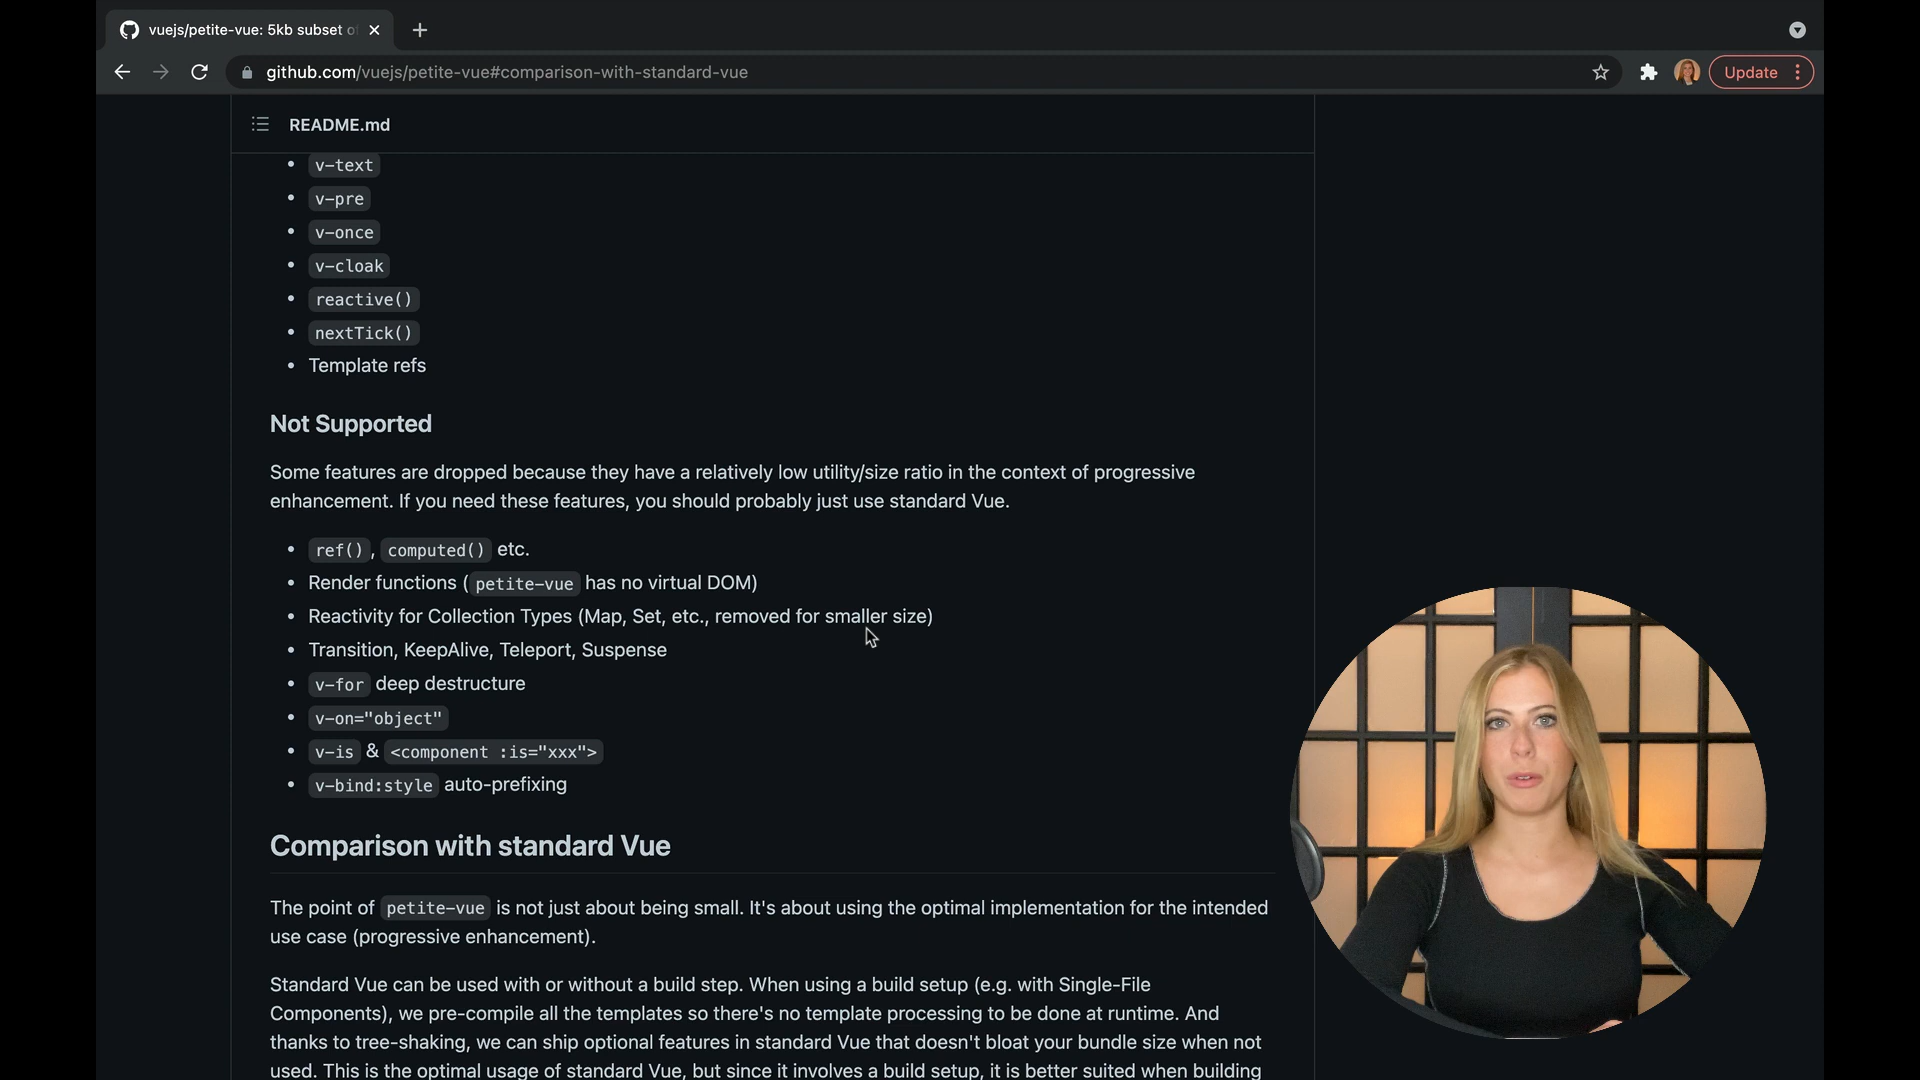 vuejs/petite-vue: 5kb subset of
github.com/vuejs/petite-vue#comparison-with-standard-vue
Update
README.md
v-text
v-pre
v-once
v-cloak
reactive()
nextTick()
Template refs
Not Supported
Some features are dropped because they have a relatively low utility/size ratio in the context of progressive
enhancement. If you need these features, you should probably just use standard Vue.
ref(), computed() etc.
Render functions (petite-vue has no virtual DOM)
Reactivity for Collection Types (Map, Set, etc., removed for smaller size)
Transition, KeepAlive, Teleport, Suspense
v-for deep destructure
v-on="object"
v-is & <component :is="xxx">
v-bind:style auto-prefixing
Comparison with standard Vue
The point of petite-vue is not just about being small. It's about using the optimal implementation for the intended
use case (progressive enhancement).
Standard Vue can be used with or without a build step. When using a build setup (e.g. with Single-File
Components), we pre-compile all the templates so there's no template processing to be done at runtime. And
thanks to tree-shaking, we can ship optional features in standard Vue that doesn't bloat your bundle size when not
used. This is the optimal usage of standard Vue, but since it involves a build setup, it is better suited when building